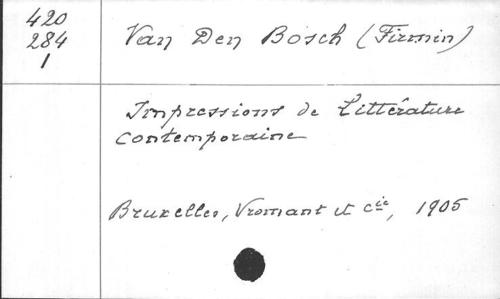 420
284
1
Van Den Bosch (Firmin)
Impressions de Littérature
contemporaine
Bruxelles, Vromant et Cie, 1905